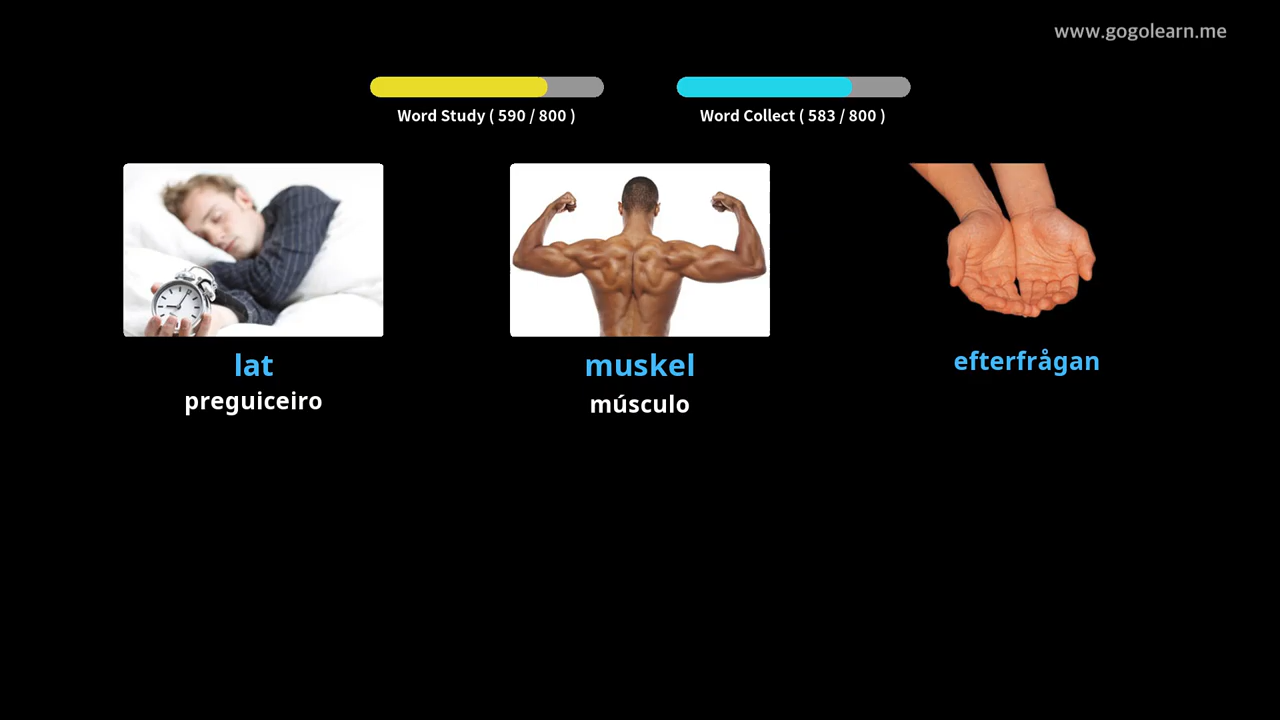 www.gogolearn.me
Word Study ( 590 / 800 )
Word Collect ( 583 / 800 )
lat
preguiceiro
muskel
músculo
efterfrågan